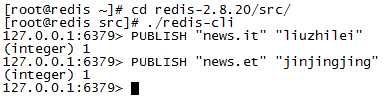 [root@redis ~]# cd redis-2.8.20/src/
[root@redis src]# ./redis-cli
127.0.0.1:6379> PUBLISH "news.it" "liuzhilei"
(integer) 1
127.0.0.1:6379> PUBLISH "news.et" "jinjingjing"
(integer) 1
127.0.0.1:6379>